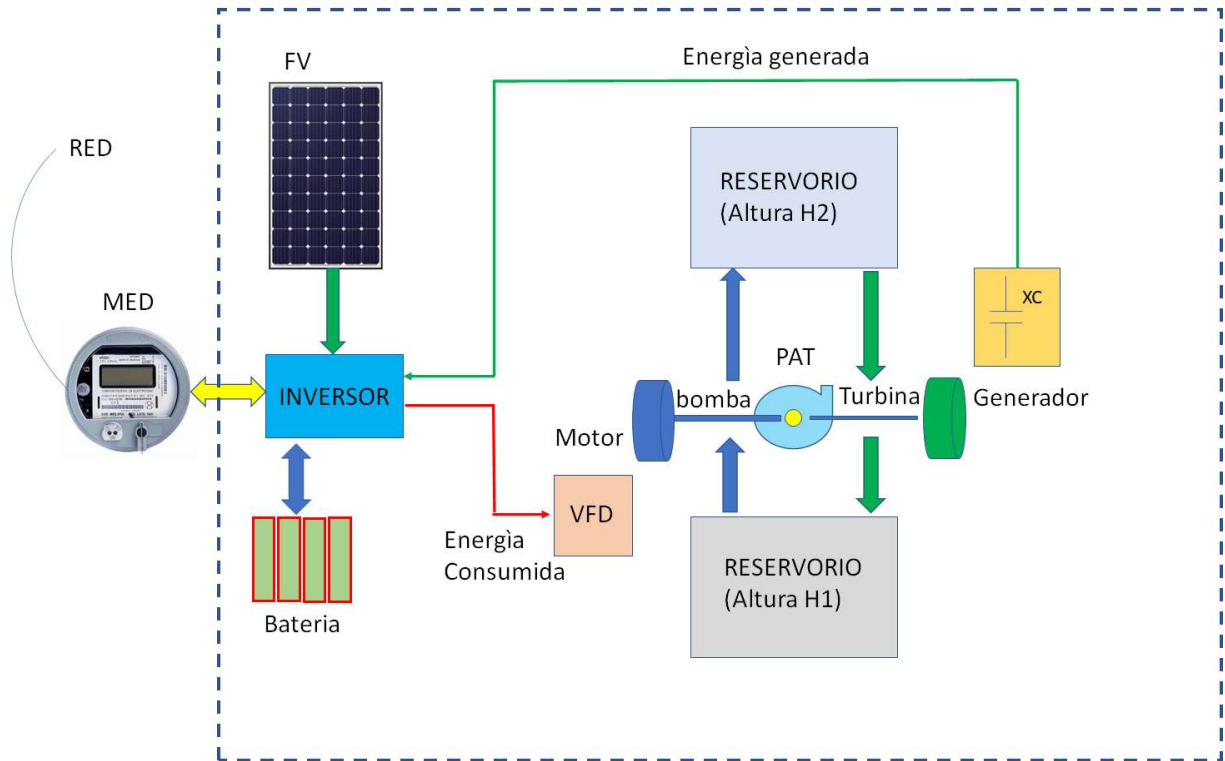 Energìa generada
FV
RED
RESERVORIO
(Altura H2)
MED
XC
PAT
INVERSOR
bomba
Turbina
Generador
Motor
VFD
Energìa
Consumida
RESERVORIO
(Altura H1)
Bateria